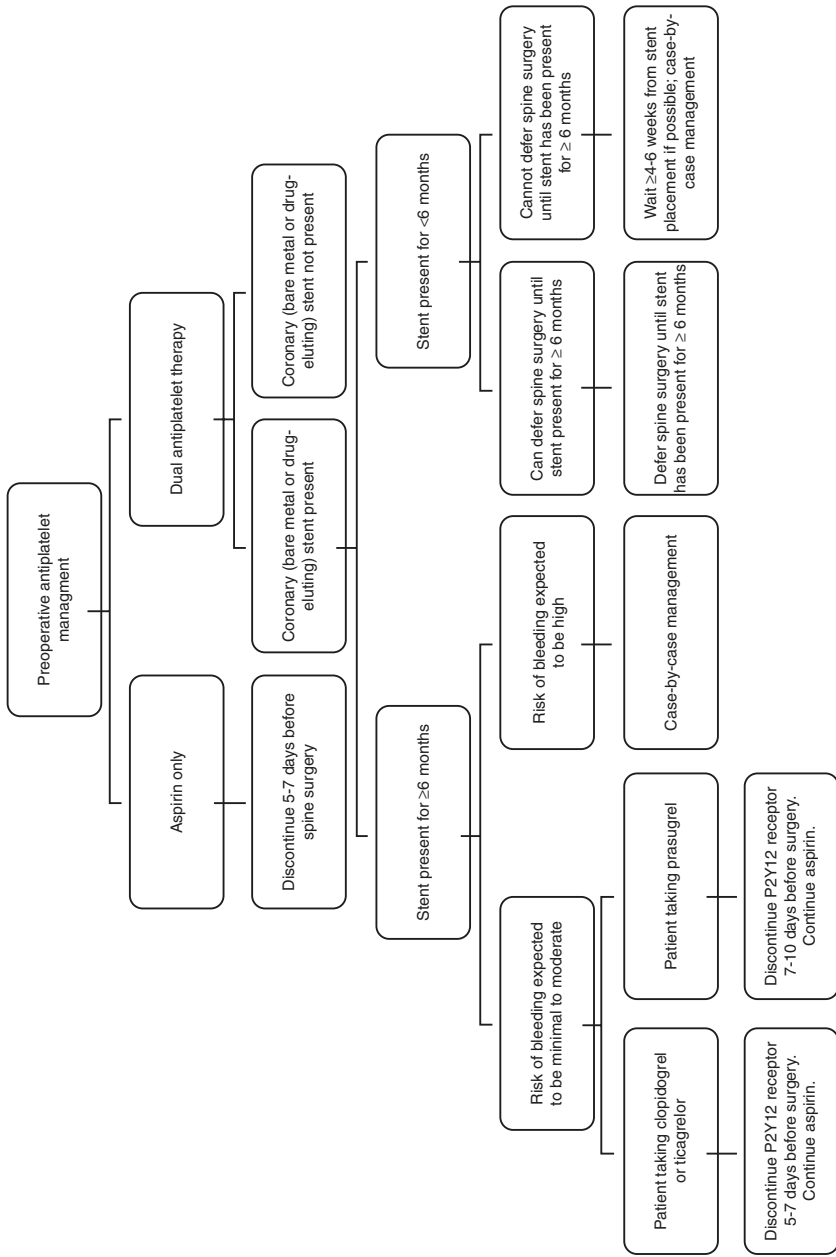 Preoperative antiplatelet
managment
Aspirin only
Dual antiplatelet therapy
Discontinue 5-7 days before
spine surgery
Coronary (bare metal or drug-
eluting) stent present
Coronary (bare metal or drug-
eluting) stent not present
Stent present for ≥6 months
Stent present for <6 months
Risk of bleeding expected
to be minimal to moderate
Risk of bleeding expected
to be high
Can defer spine surgery until
stent present for ≥ 6 months
Cannot defer spine surgery
until stent has been present
for ≥ 6 months
Patient taking clopidogrel
or ticagrelor
Patient taking prasugrel
Case-by-case management
Defer spine surgery until stent
has been present for ≥ 6 months
Wait ≥4-6 weeks from stent
placement if possible; case-by-
case management
Discontinue P2Y12 receptor
5-7 days before surgery.
Continue aspirin.
Discontinue P2Y12 receptor
7-10 days before surgery.
Continue aspirin.